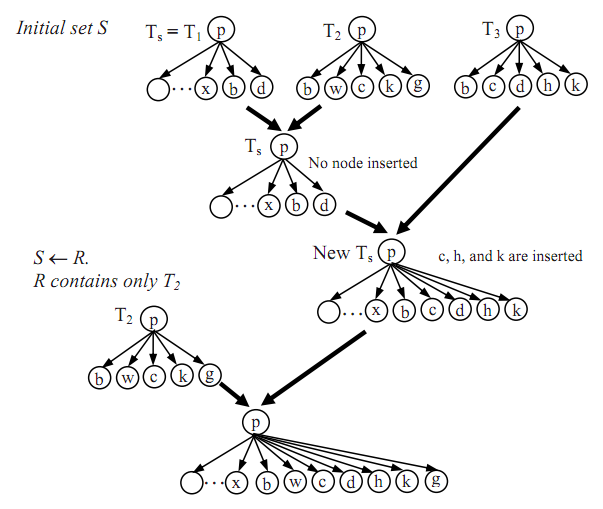 Initial set S
Ts = T1 p
T2 p
T3 p
... x b d
b w c k g
b c d h k
Ts p
No node inserted
... x b d
New Ts p
c, h, and k are inserted
S ← R.
R contains only T2
... x b c d h k
T2 p
b w c k g
p
... x b w c d h k g